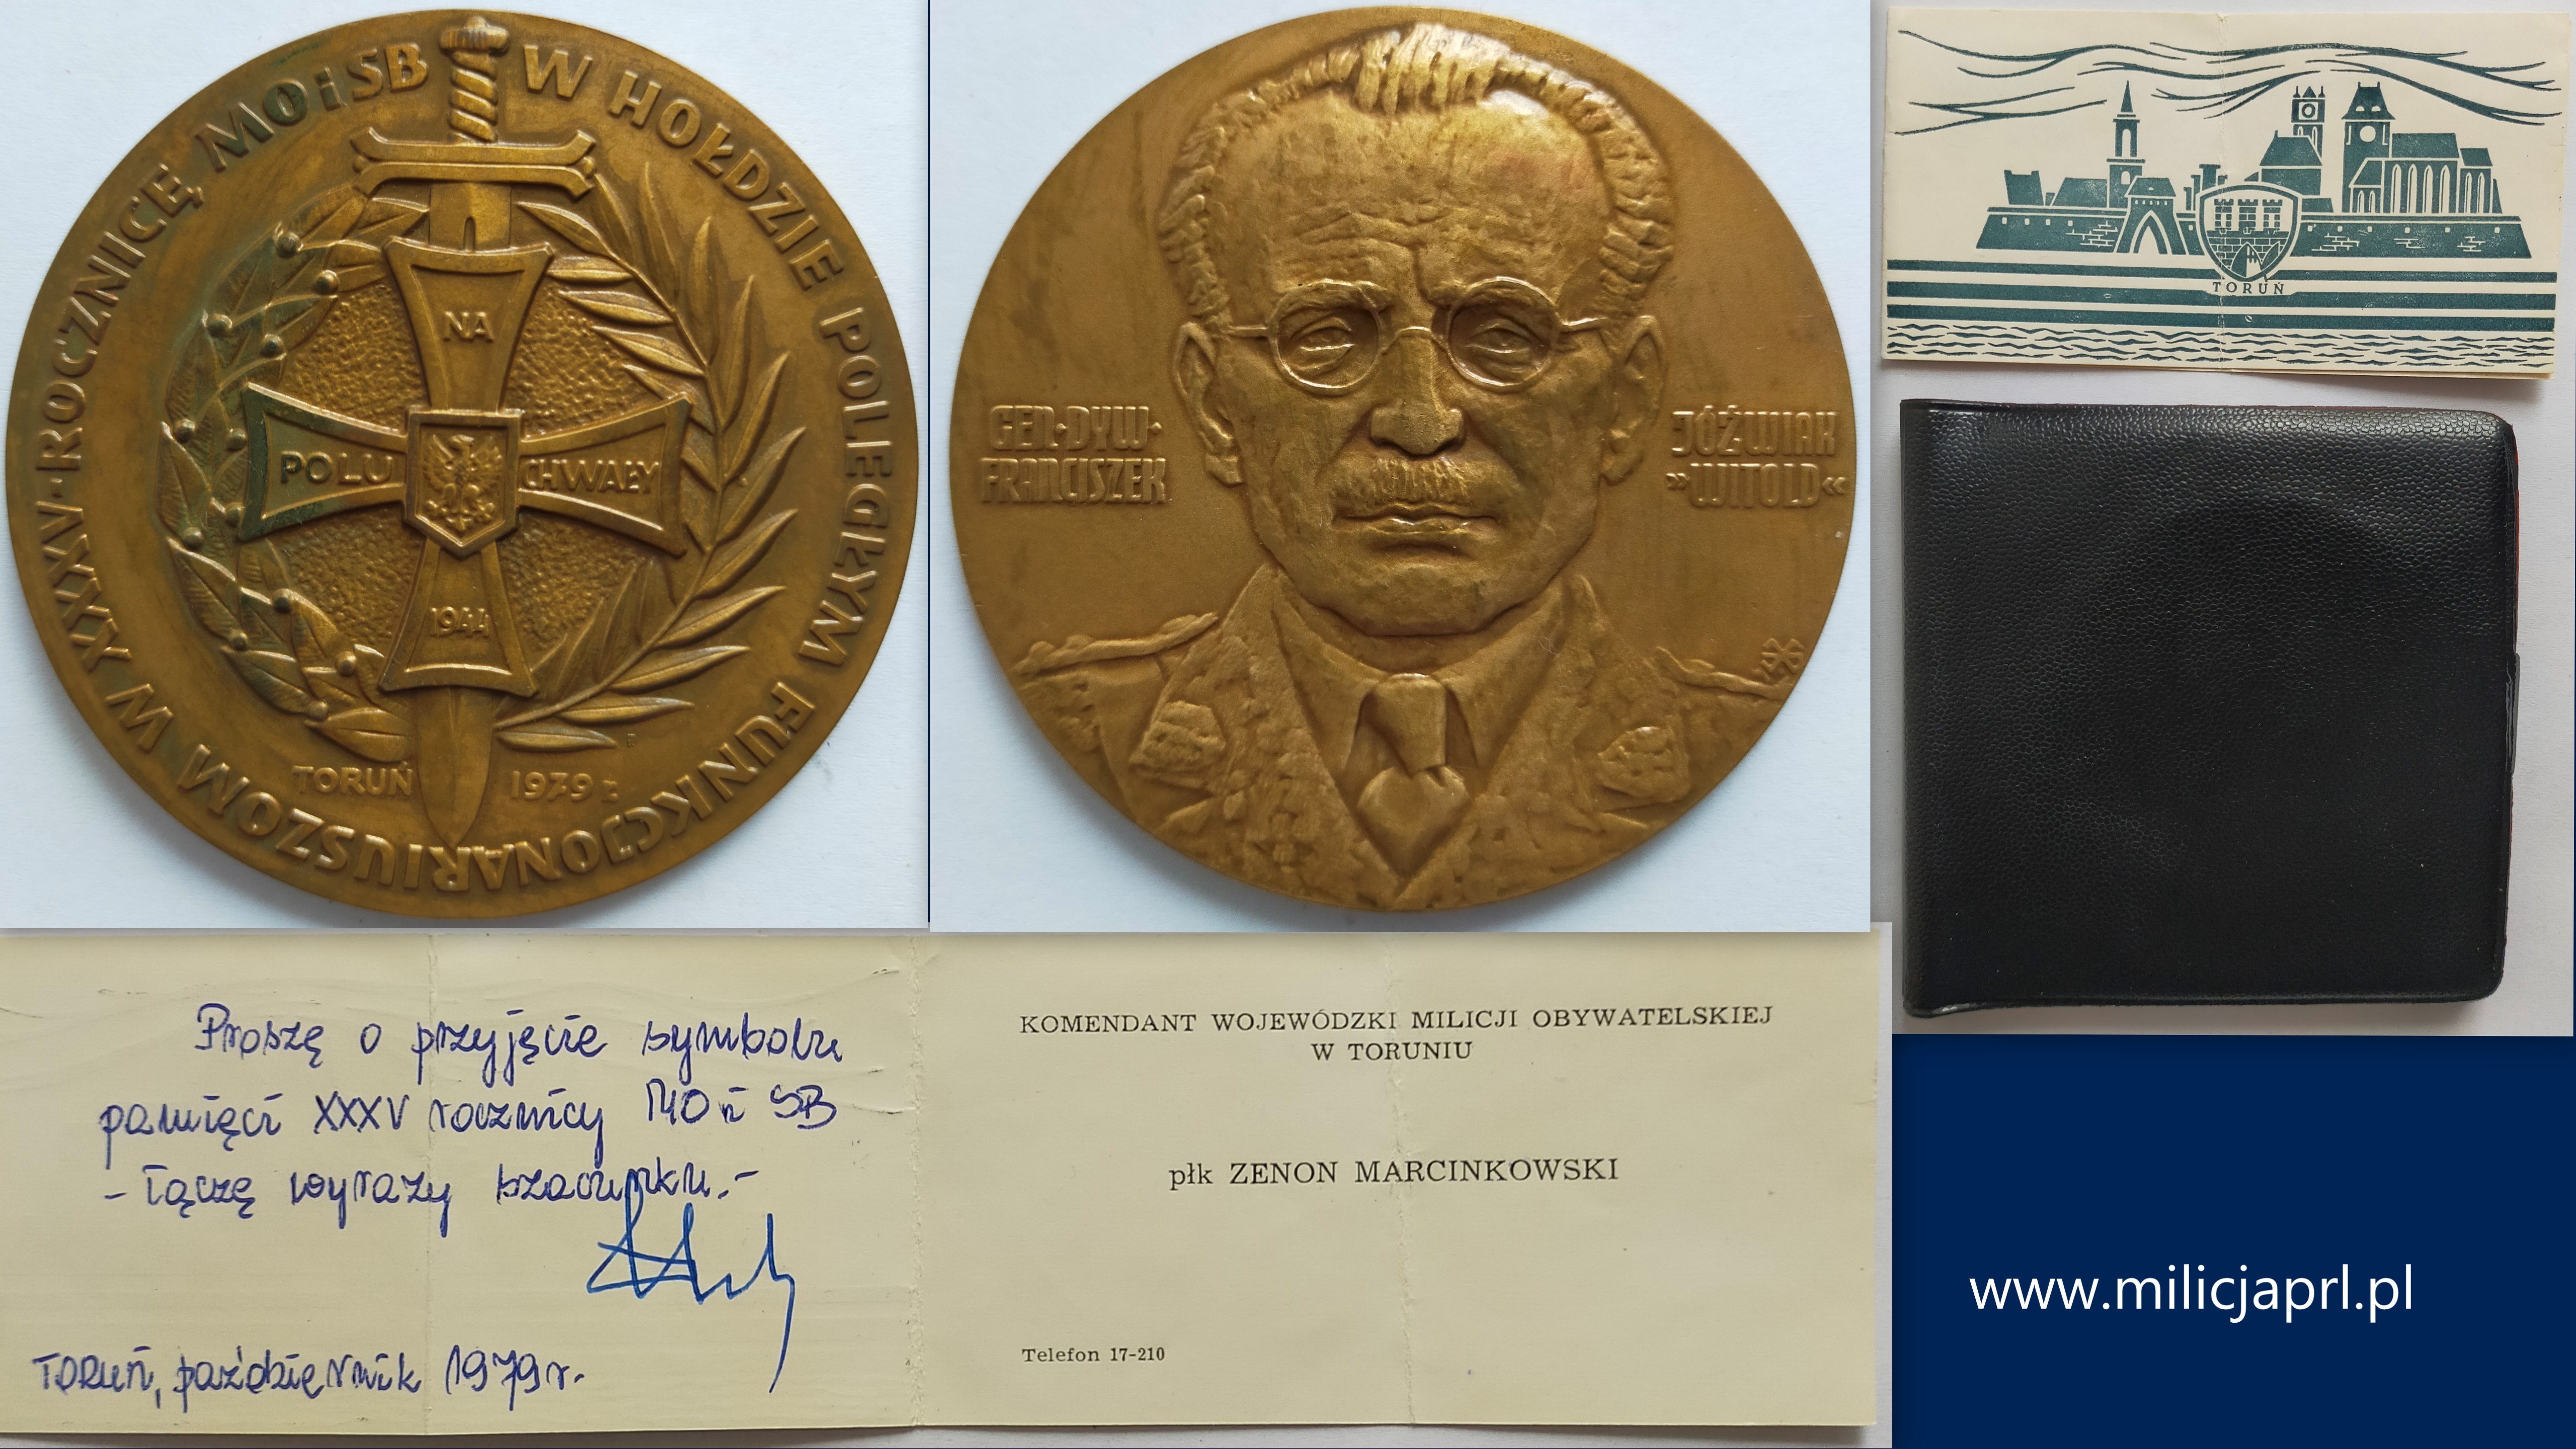 W HOŁDZIE POLEGŁYM FUNKCJONARIUSZOM W XXXV·ROCZNICĘ MO i SB
NA
POLU CHWAŁY
1944
TORUŃ 1979 r.
GEN·DYW·
FRANCISZEK
JÓŹWIAK
»WITOLD«
TORUŃ
Proszę o przyjęcie symbolu
pamięci XXXV rocznicy MO i SB
- łączę wyrazy szacunku.-
TORUŃ, październik 1979 r.
KOMENDANT WOJEWÓDZKI MILICJI OBYWATELSKIEJ
W TORUNIU
płk ZENON MARCINKOWSKI
Telefon 17-210
www.milicjaprl.pl